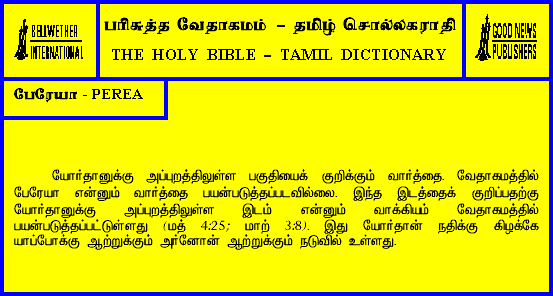 BELLWETHER
INTERNATIONAL
பரிசுத்த வேதாகமம் – தமிழ் சொல்லகராதி
THE HOLY BIBLE – TAMIL DICTIONARY
GOOD NEWS
PUBLISHERS
பேரேயா - PEREA
யோர்தானுக்கு அப்புறத்திலுள்ள பகுதியைக் குறிக்கும் வார்த்தை. வேதாகமத்தில்
பேரேயா என்னும் வார்த்தை பயன்படுத்தப்படவில்லை. இந்த இடத்தைக் குறிப்பதற்கு
யோர்தானுக்கு அப்புறத்திலுள்ள இடம் என்னும் வாக்கியம் வேதாகமத்தில்
பயன்படுத்தப்பட்டுள்ளது (மத் 4:25; மாற் 3:8). இது யோர்தான் நதிக்கு கிழக்கே
யாப்போக்கு ஆற்றுக்கும் அர்னோன் ஆற்றுக்கும் நடுவில் உள்ளது.